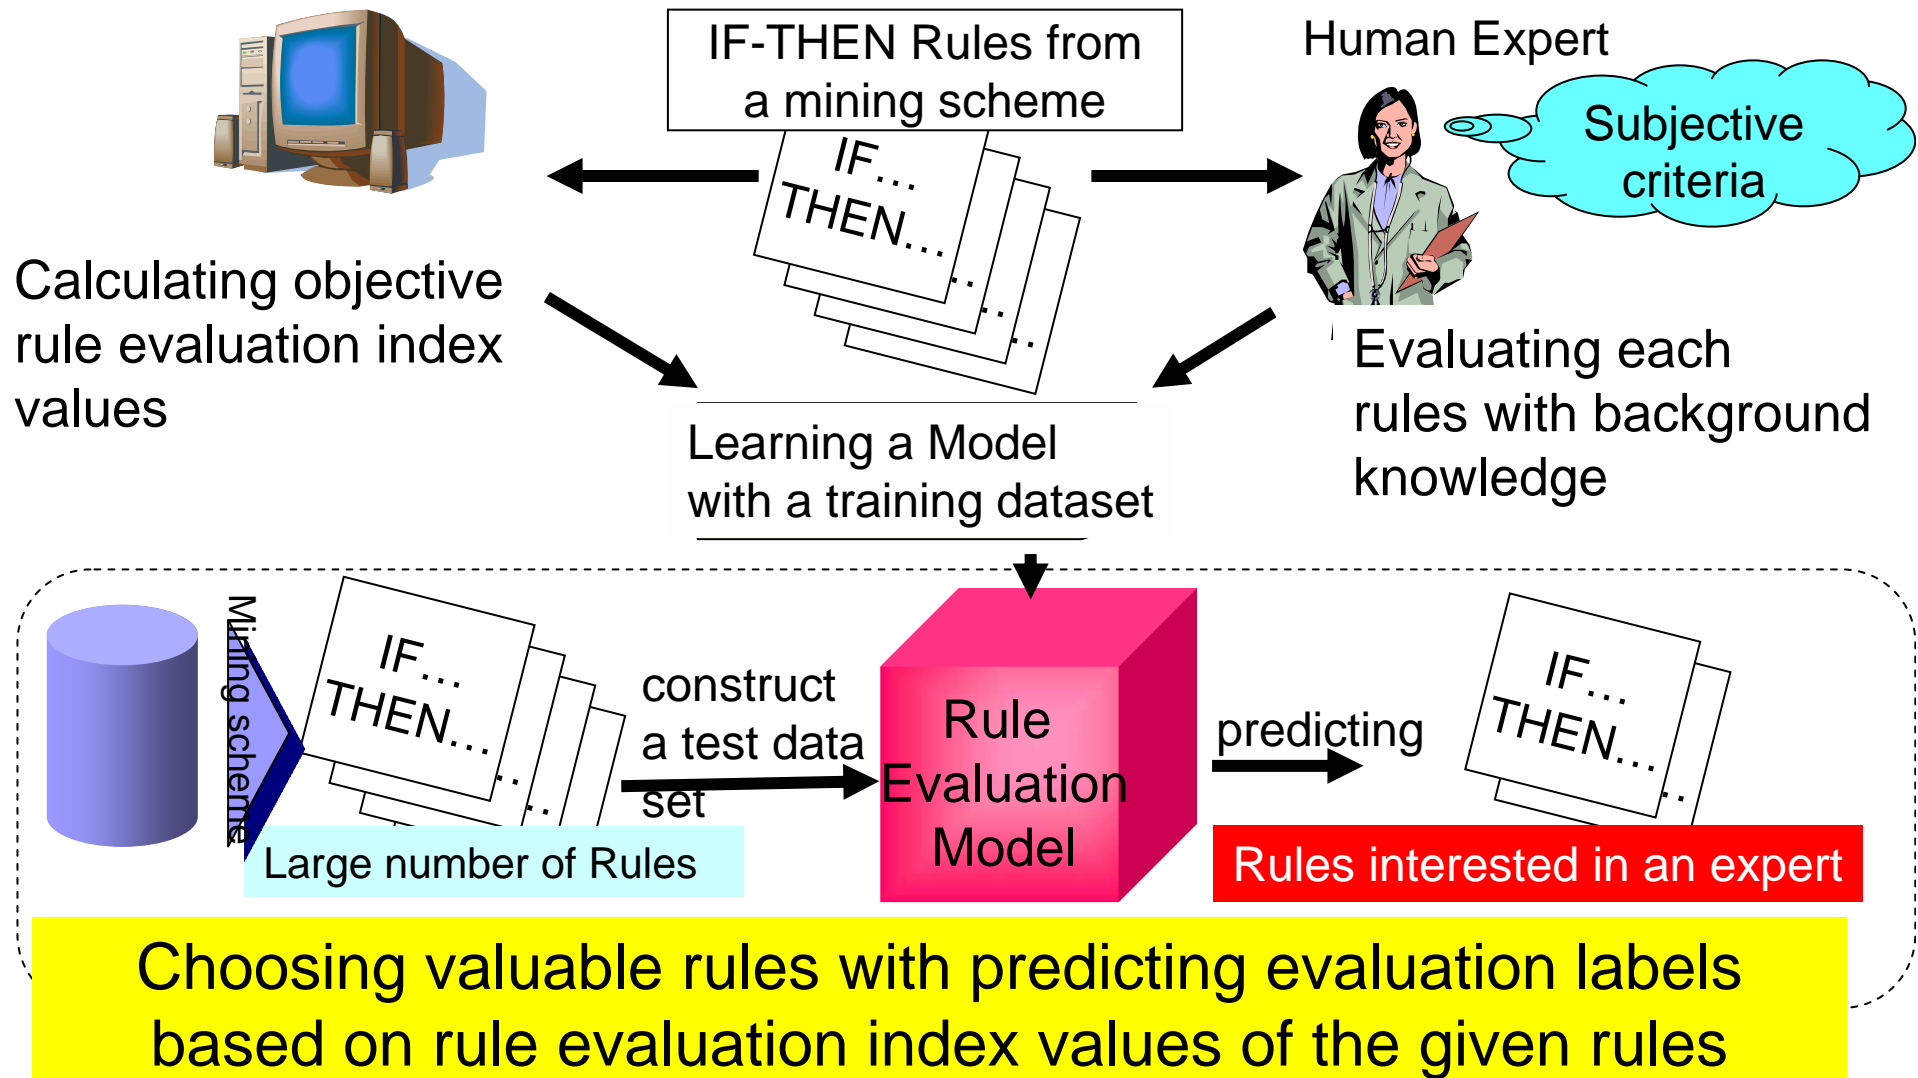 IF-THEN Rules from
a mining scheme
Human Expert
Subjective
criteria
IF...
THEN...
...
...
...
Calculating objective
rule evaluation index
values
Evaluating each
rules with background
knowledge
Learning a Model
with a training dataset
Mining scheme
IF...
THEN...
...
...
Large number of Rules
construct
a test data
set
Rule
Evaluation
Model
predicting
IF...
THEN...
...
Rules interested in an expert
Choosing valuable rules with predicting evaluation labels
based on rule evaluation index values of the given rules